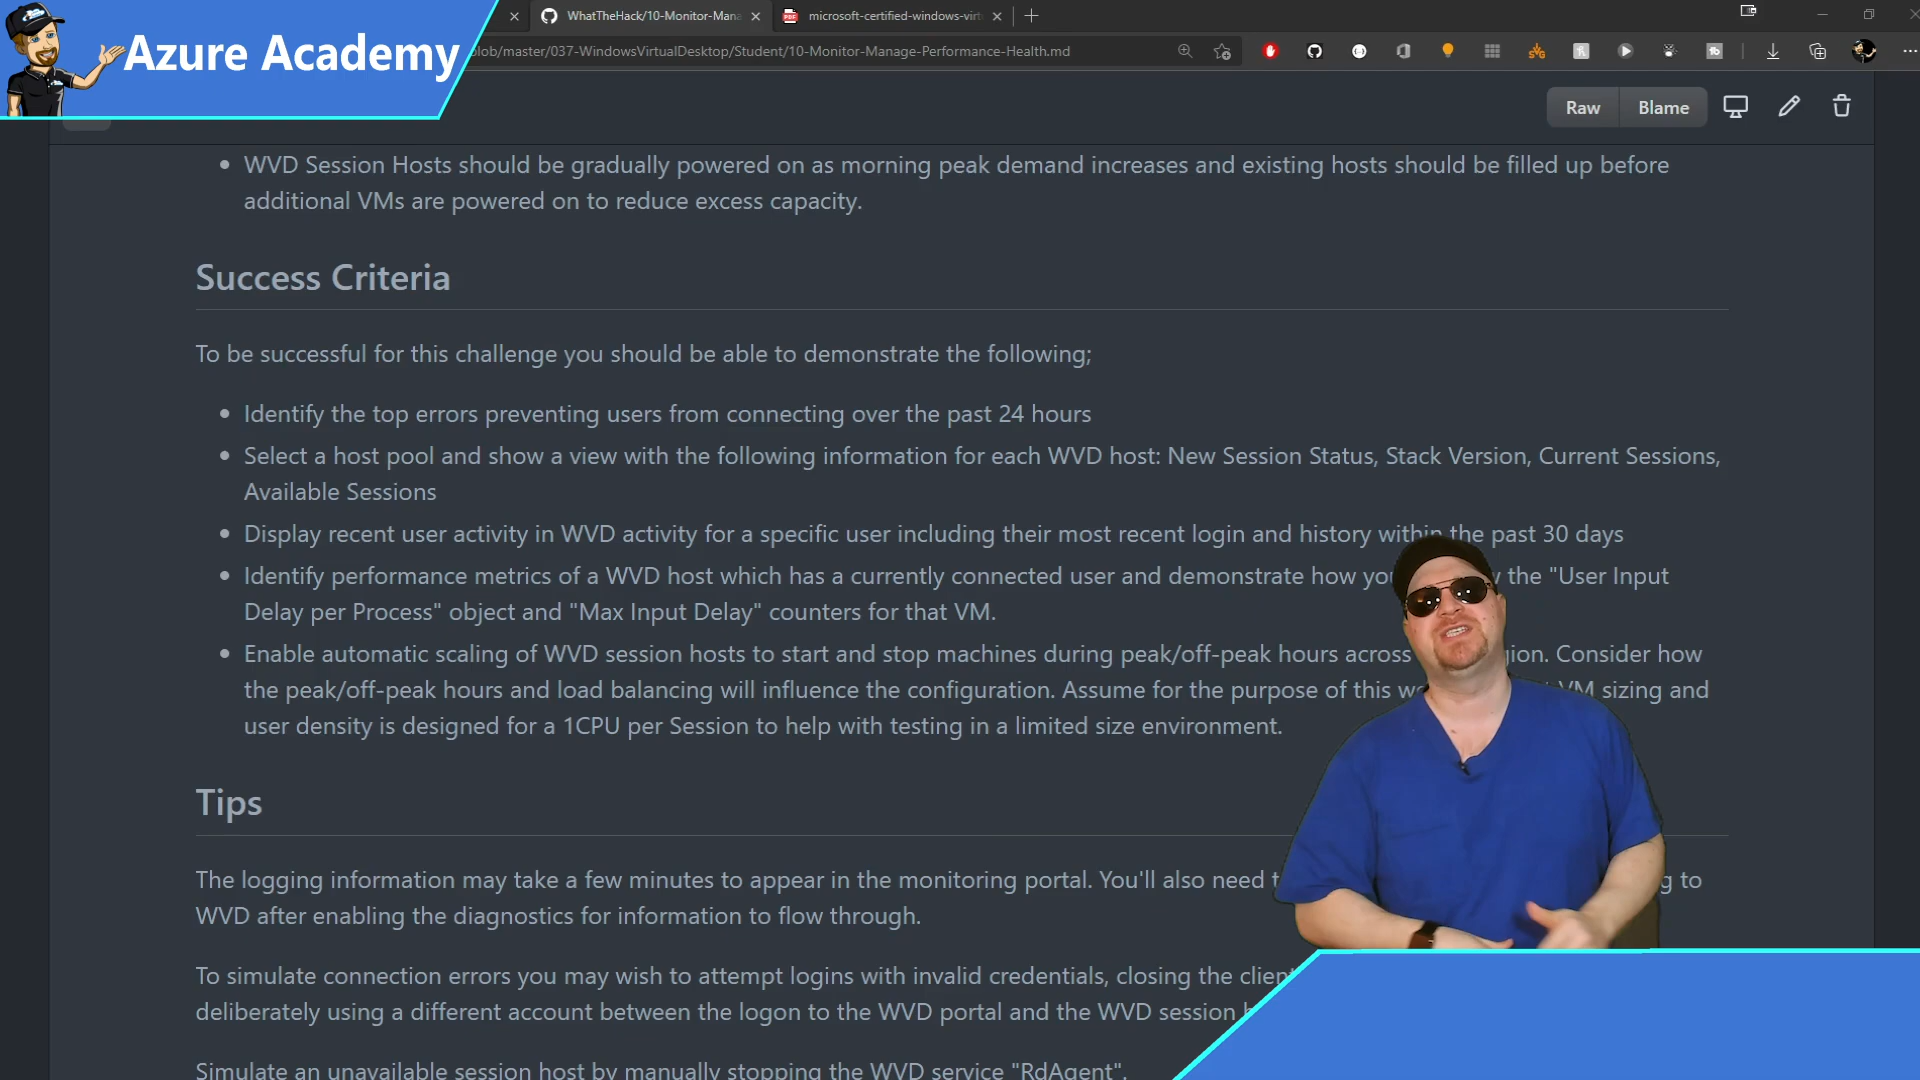 Azure Academy
WhatTheHack/10-Monitor-Mana
microsoft-certified-windows-virt
lob/master/037-WindowsVirtualDesktop/Student/10-Monitor-Manage-Performance-Health.md
Raw
Blame
WVD Session Hosts should be gradually powered on as morning peak demand increases and existing hosts should be filled up before
additional VMs are powered on to reduce excess capacity.
Success Criteria
To be successful for this challenge you should be able to demonstrate the following;
Identify the top errors preventing users from connecting over the past 24 hours
Select a host pool and show a view with the following information for each WVD host: New Session Status, Stack Version, Current Sessions,
Available Sessions
Display recent user activity in WVD activity for a specific user including their most recent login and history within the past 30 days
Identify performance metrics of a WVD host which has a currently connected user and demonstrate how the "User Input
Delay per Process" object and "Max Input Delay" counters for that VM.
Enable automatic scaling of WVD session hosts to start and stop machines during peak/off-peak hours across Consider how
the peak/off-peak hours and load balancing will influence the configuration. Assume for the purpose of this VM sizing and
user density is designed for a 1CPU per Session to help with testing in a limited size environment.
Tips
The logging information may take a few minutes to appear in the monitoring portal. You'll also need to
WVD after enabling the diagnostics for information to flow through.
To simulate connection errors you may wish to attempt logins with invalid credentials, closing the client
deliberately using a different account between the logon to the WVD portal and the WVD session
Simulate an unavailable session host by manually stopping the WVD service "RdAgent".